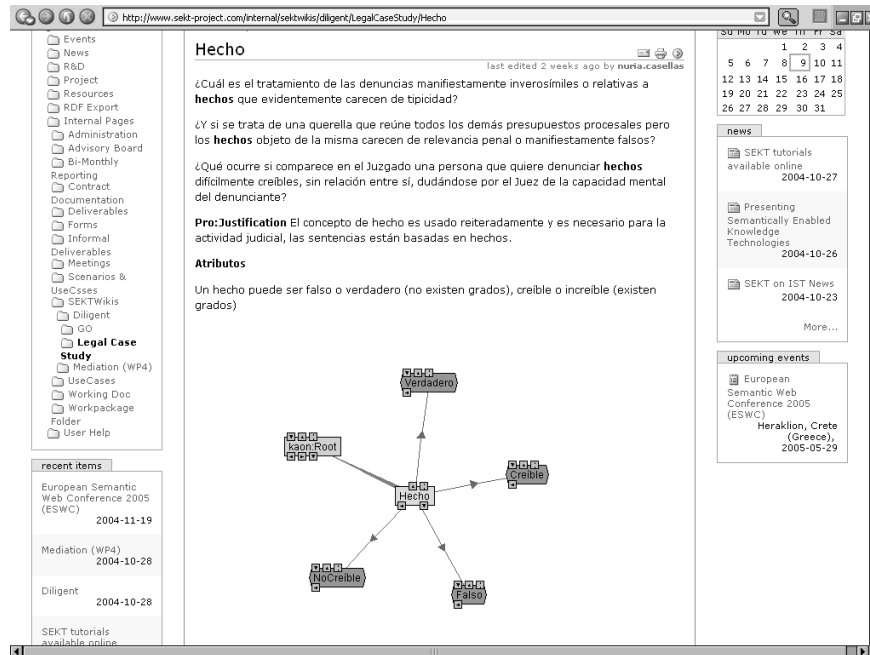 http://www.sekt-project.com/internal/sektwikis/diligent/LegalCaseStudy/Hecho
Events
News
R&D
Project
Resources
RDF Export
Internal Pages
Administration
Advisory Board
Bi-Monthly
Reporting
Contract
Documentation
Deliverables
Forms
Informal
Deliverables
Meetings
Scenarios &
UseCsses
SEKTWikis
Diligent
GO
Legal Case
Study
Mediation (WP4)
UseCases
Working Doc
Workpackage
Folder
User Help
recent items
European Semantic
Web Conference 2005
(ESWC)
2004-11-19
Mediation (WP4)
2004-10-28
Diligent
2004-10-28
SEKT tutorials
available online
Hecho
last edited 2 weeks ago by nuria.casellas
¿Cuál es el tratamiento de las denuncias manifiestamente inverosímiles o relativas a
hechos que evidentemente carecen de tipicidad?
¿Y si se trata de una querella que reúne todos los demás presupuestos procesales pero
los hechos objeto de la misma carecen de relevancia penal o manifiestamente falsos?
¿Qué ocurre si comparece en el Juzgado una persona que quiere denunciar hechos
difícilmente creíbles, sin relación entre sí, dudándose por el Juez de la capacidad mental
del denunciante?
Pro:Justification El concepto de hecho es usado reiteradamente y es necesario para la
actividad judicial, las sentencias están basadas en hechos.
Atributos
Un hecho puede ser falso o verdadero (no existen grados), creíble o increíble (existen
grados)
Verdadero
kaon:Root
Creíble
Hecho
NoCreíble
Falso
Su Mo Tu We Th Fr Sa
1 2 3 4
5 6 7 8 9 10 11
12 13 14 15 16 17 18
19 20 21 22 23 24 25
26 27 28 29 30 31
news
SEKT tutorials
available online
2004-10-27
Presenting
Semantically Enabled
Knowledge
Technologies
2004-10-26
SEKT on IST News
2004-10-23
More...
upcoming events
European
Semantic Web
Conference 2005
(ESWC)
Heraklion, Crete
(Greece),
2005-05-29